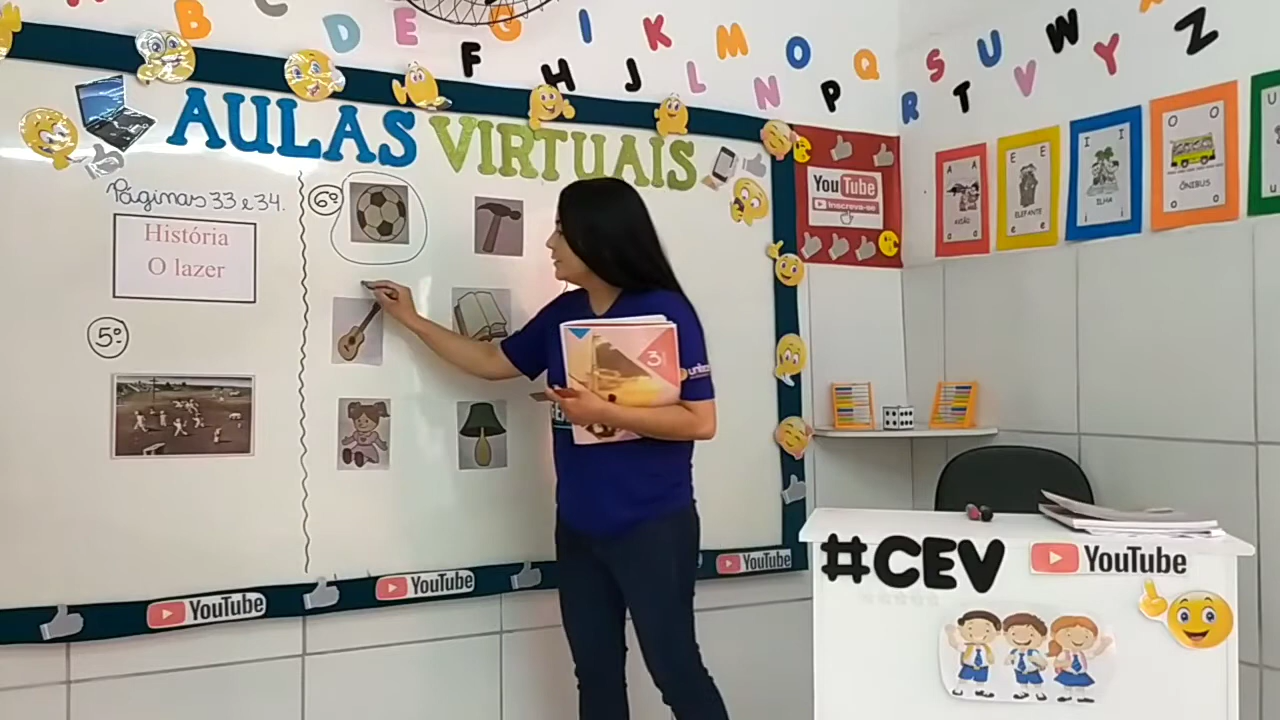 B C D E F G H I J K L M N O P Q R S T U V W X Y Z
AULAS VIRTUAIS
Páginas 33 e 34.
História
O lazer
5º
6º
YouTube
Inscreva-se
A A
AVIÃO
a a
E E
ELEFANTE
e e
I I
ILHA
i i
O O
ÔNIBUS
o o
U
u
3
YouTube
YouTube
YouTube
#CEV
YouTube